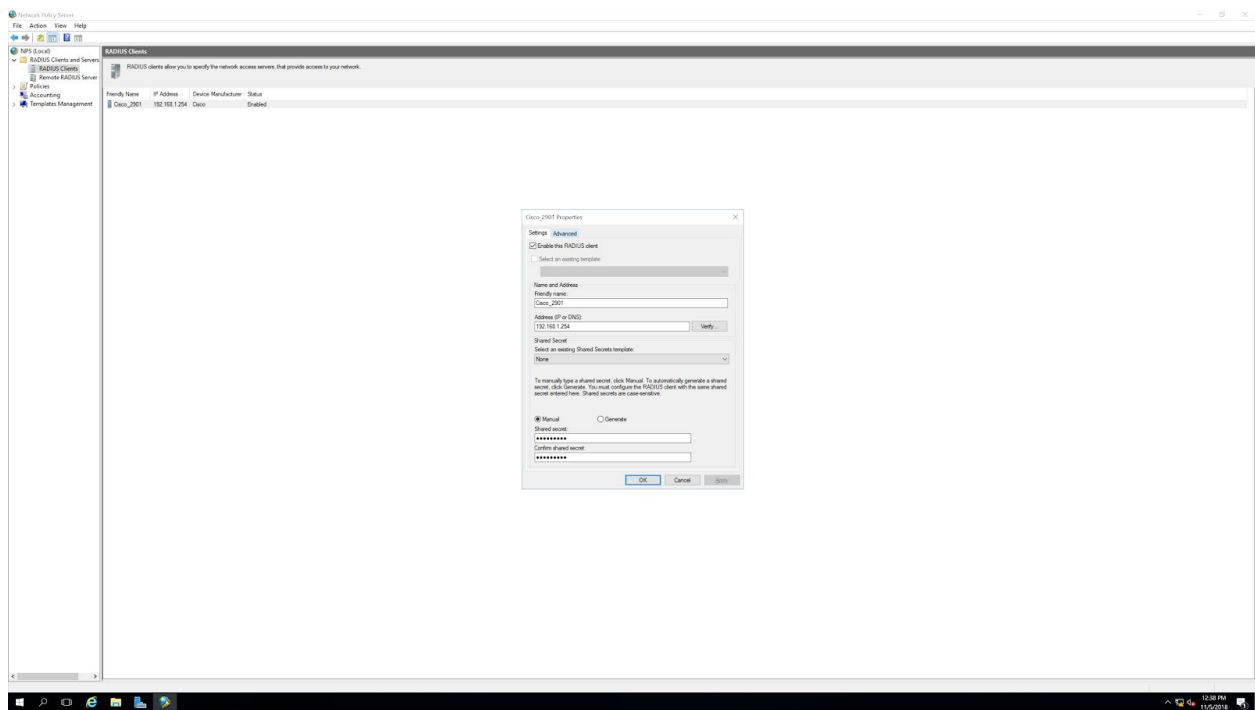 Network Policy Server
File Action View Help
NPS (Local)
RADIUS Clients and Servers
RADIUS Clients
Remote RADIUS Server
Policies
Accounting
Templates Management
RADIUS Clients
RADIUS clients allow you to specify the network access servers, that provide access to your network.
Friendly Name IP Address Device Manufacturer Status
Cisco_2901 192.168.1.254 Cisco Enabled
Cisco_2901 Properties
Settings Advanced
Enable this RADIUS client
Select an existing template:
Name and Address
Friendly name:
Cisco_2901
Address (IP or DNS):
192.168.1.254 Verify...
Shared Secret
Select an existing Shared Secrets template:
None
To manually type a shared secret, click Manual. To automatically generate a shared
secret, click Generate. You must configure the RADIUS client with the same shared
secret entered here. Shared secrets are case-sensitive.
Manual Generate
Shared secret:
•••••••••
Confirm shared secret:
•••••••••
OK Cancel Apply
12:38 PM
11/5/2018